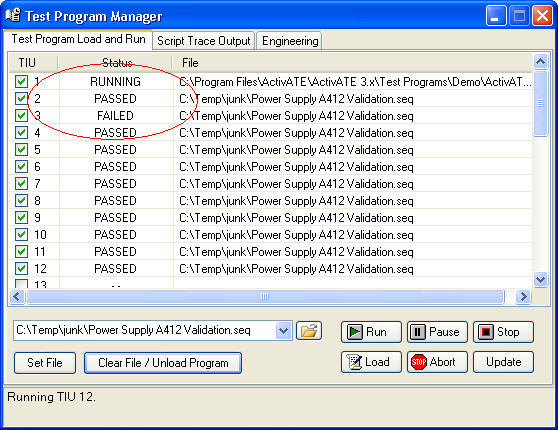 Test Program Manager
Test Program Load and Run Script Trace Output Engineering
TIU Status File
1 RUNNING C:\Program Files\ActivATE\ActivATE 3.x\Test Programs\Demo\ActivAT...
2 PASSED C:\Temp\junk\Power Supply A412 Validation.seq
3 FAILED C:\Temp\junk\Power Supply A412 Validation.seq
4 PASSED C:\Temp\junk\Power Supply A412 Validation.seq
5 PASSED C:\Temp\junk\Power Supply A412 Validation.seq
6 PASSED C:\Temp\junk\Power Supply A412 Validation.seq
7 PASSED C:\Temp\junk\Power Supply A412 Validation.seq
8 PASSED C:\Temp\junk\Power Supply A412 Validation.seq
9 PASSED C:\Temp\junk\Power Supply A412 Validation.seq
10 PASSED C:\Temp\junk\Power Supply A412 Validation.seq
11 PASSED C:\Temp\junk\Power Supply A412 Validation.seq
12 PASSED C:\Temp\junk\Power Supply A412 Validation.seq
13 - -
C:\Temp\junk\Power Supply A412 Validation.seq Run Pause Stop
Set File Clear File / Unload Program Load STOP Abort Update
Running TIU 12.